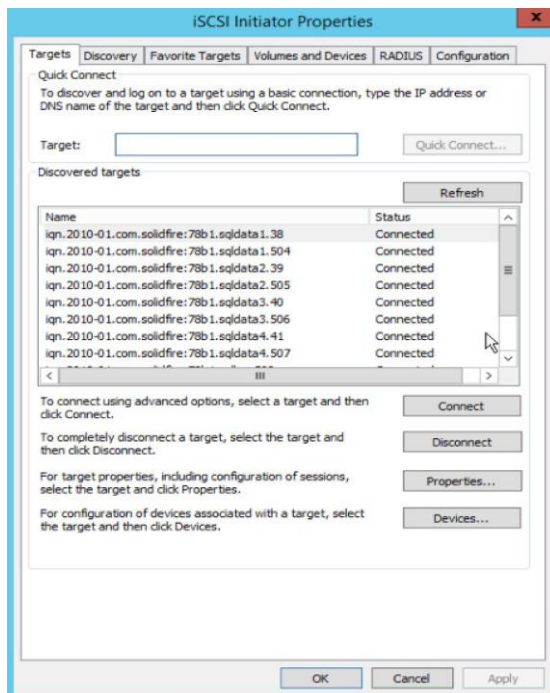 iSCSI Initiator Properties
x
Targets Discovery Favorite Targets Volumes and Devices RADIUS Configuration
Quick Connect
To discover and log on to a target using a basic connection, type the IP address or
DNS name of the target and then click Quick Connect.
Target:
Quick Connect...
Discovered targets
Refresh
Name Status
iqn.2010-01.com.solidfire:78b1.sqldata1.38 Connected
iqn.2010-01.com.solidfire:78b1.sqldata1.504 Connected
iqn.2010-01.com.solidfire:78b1.sqldata2.39 Connected
iqn.2010-01.com.solidfire:78b1.sqldata2.505 Connected
iqn.2010-01.com.solidfire:78b1.sqldata3.40 Connected
iqn.2010-01.com.solidfire:78b1.sqldata3.506 Connected
iqn.2010-01.com.solidfire:78b1.sqldata4.41 Connected
iqn.2010-01.com.solidfire:78b1.sqldata4.507 Connected
To connect using advanced options, select a target and then
click Connect.
Connect
To completely disconnect a target, select the target and
then click Disconnect.
Disconnect
For target properties, including configuration of sessions,
select the target and click Properties.
Properties...
For configuration of devices associated with a target, select
the target and then click Devices.
Devices...
OK Cancel Apply